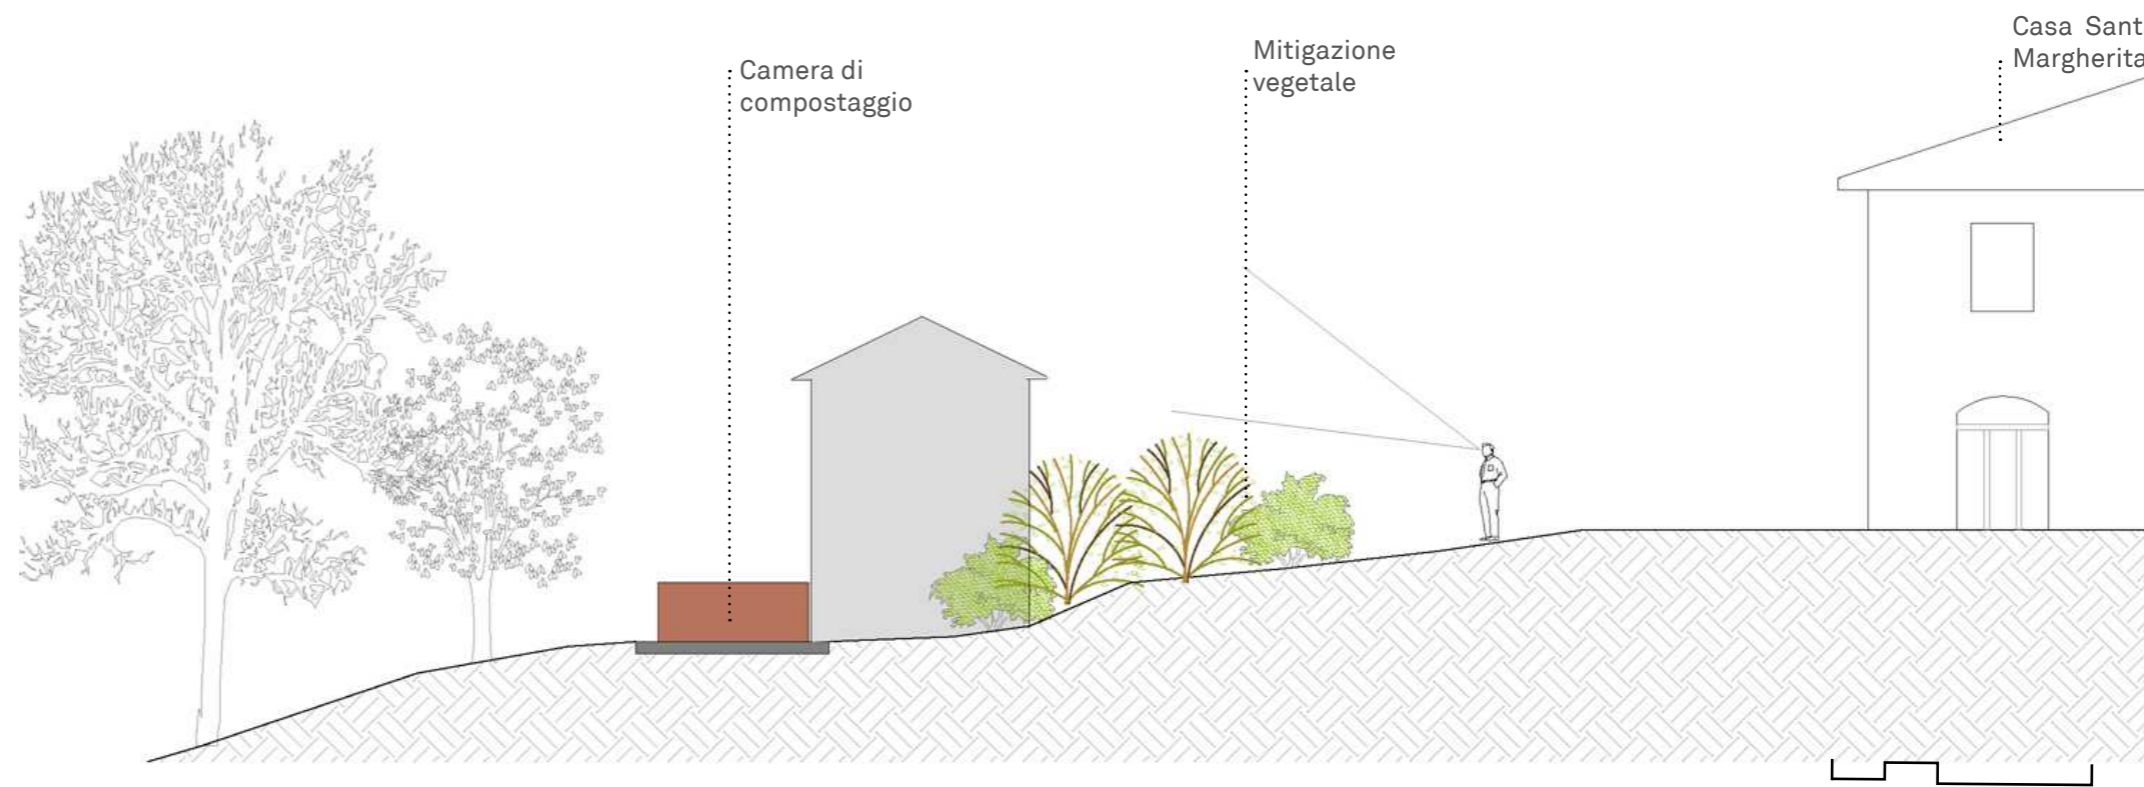 Camera di
compostaggio
Mitigazione
vegetale
Casa Sant
Margherita